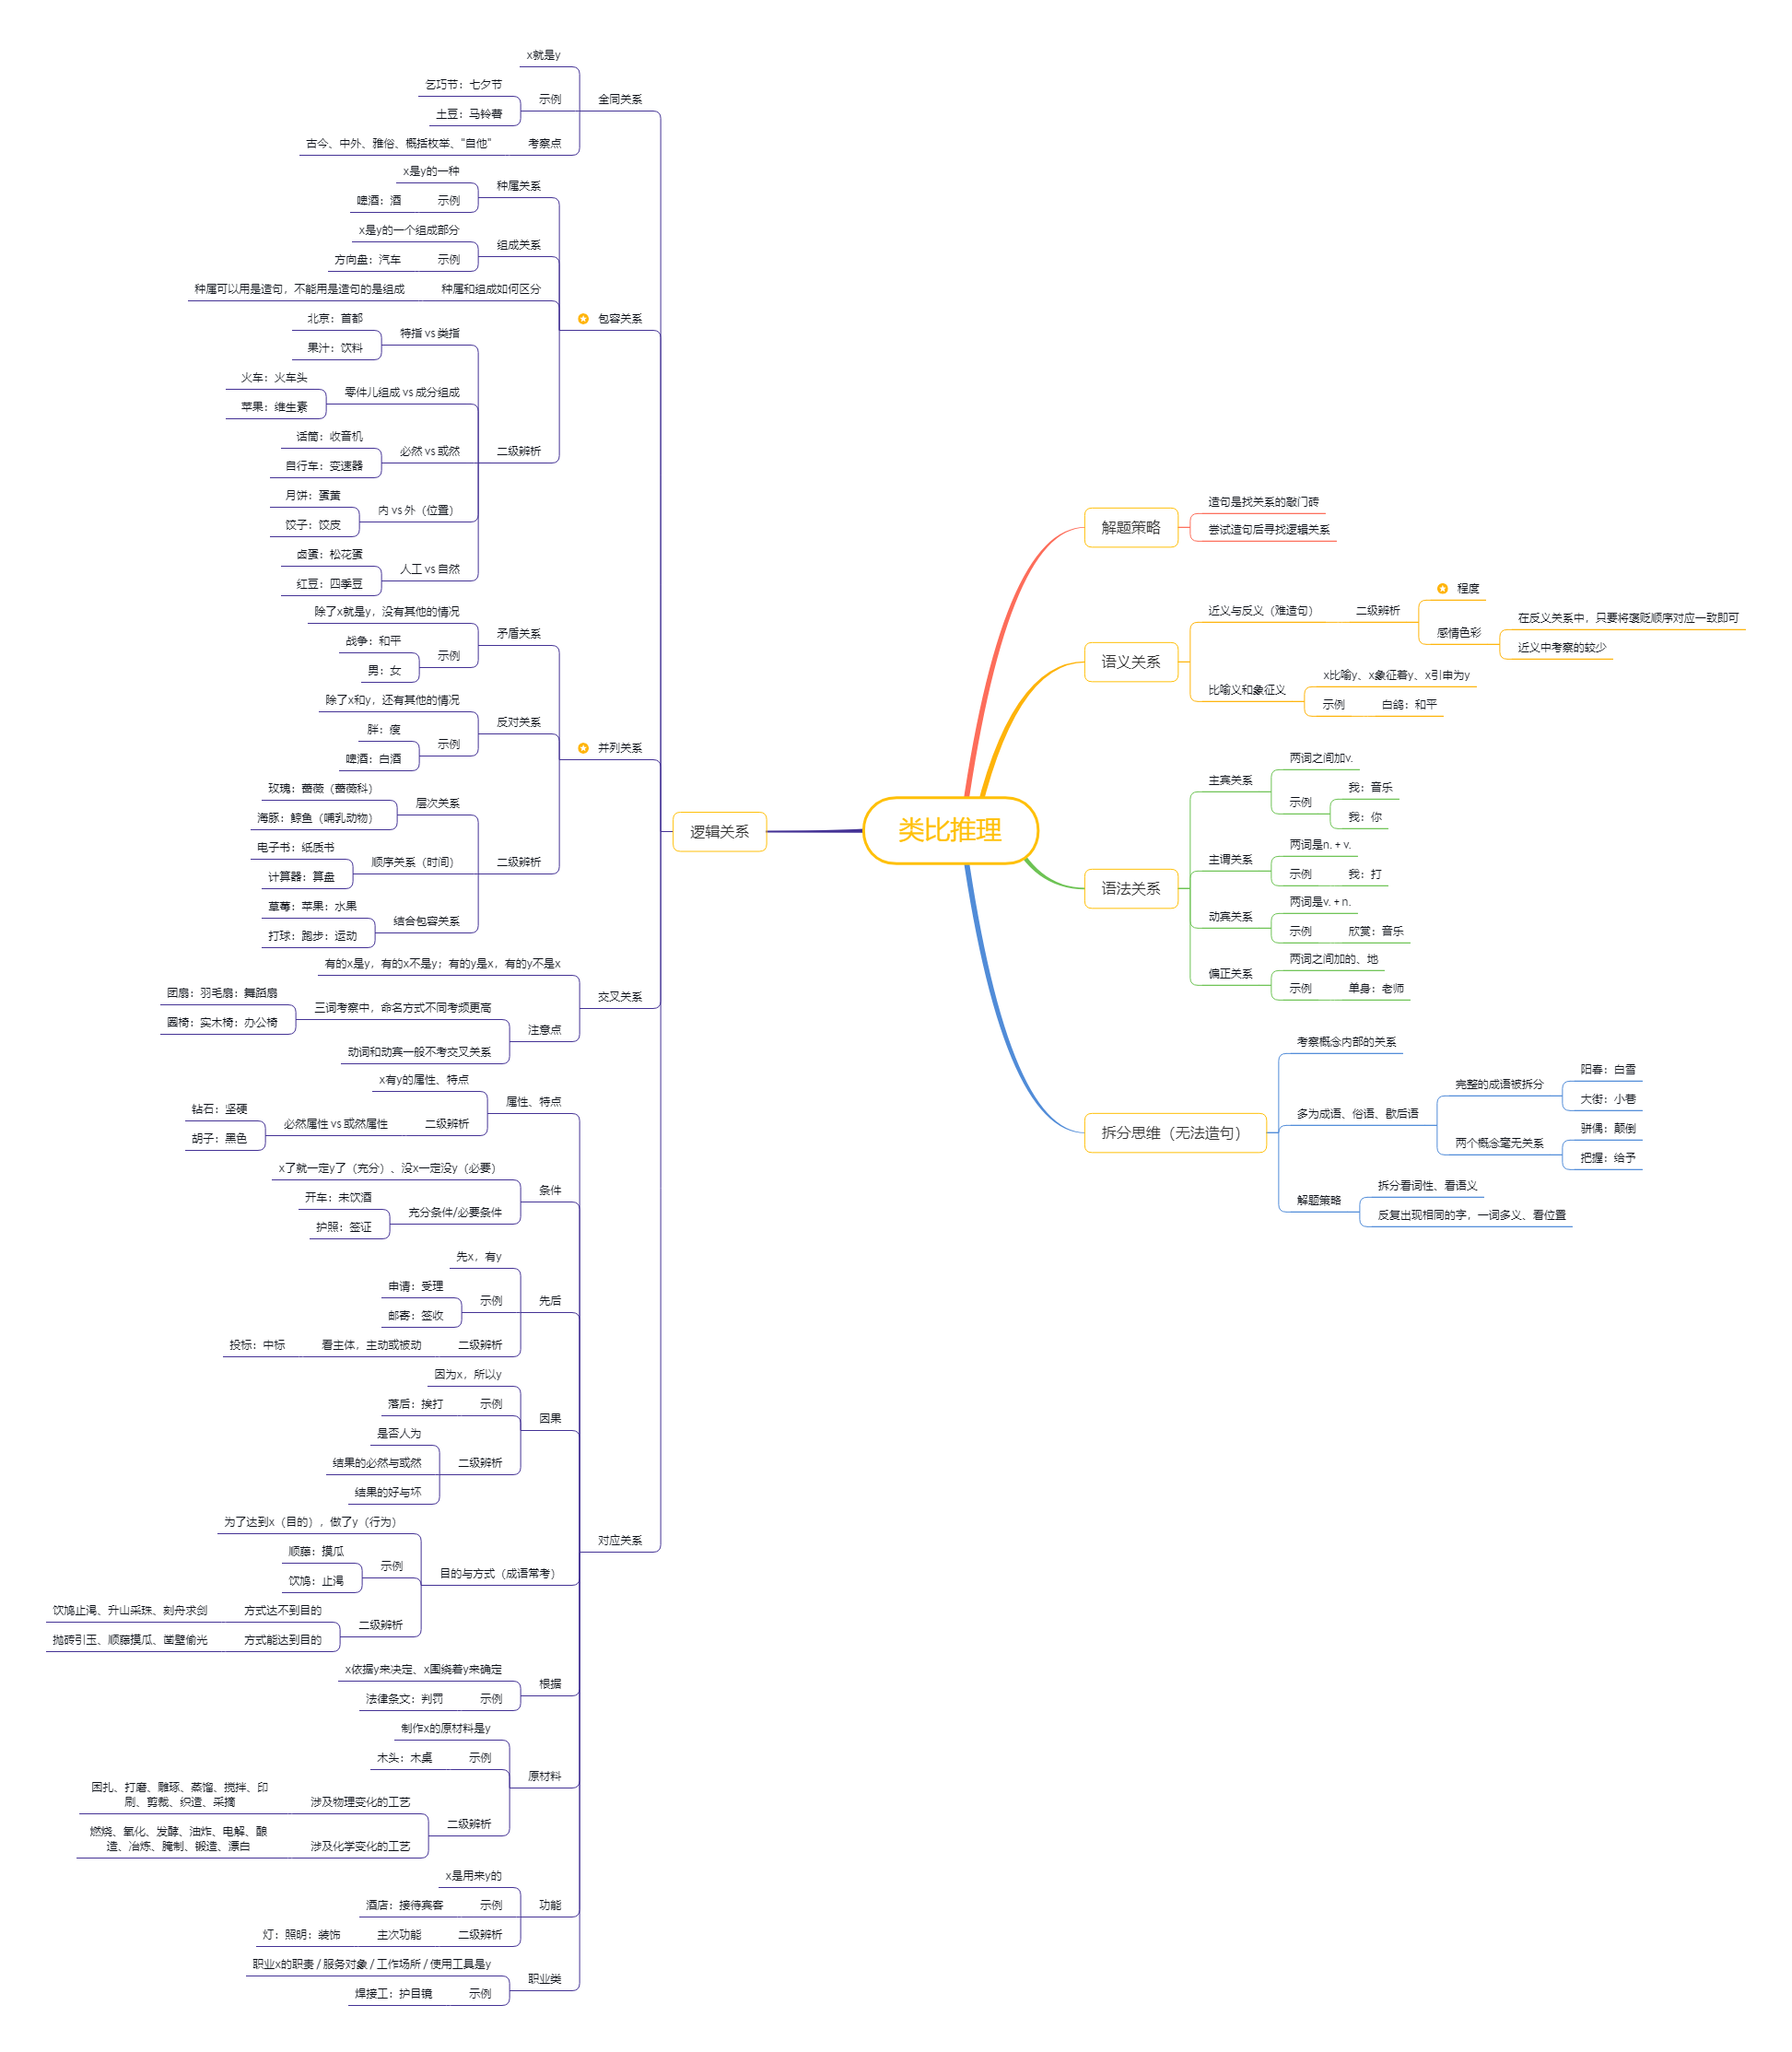 类比推理
解题策略
造句是找关系的敲门砖
尝试造句后寻找逻辑关系
语义关系
近义与反义（难造句）
二级辨析
程度
感情色彩
在反义关系中，只要将褒贬顺序对应一致即可
近义中考察的较少
比喻义和象征义
x比喻y、x象征着y、x引申为y
示例
白鸽：和平
语法关系
主宾关系
两词之间加v.
示例
我：音乐
我：你
主谓关系
两词是n. + v.
示例
我：打
动宾关系
两词是v. + n.
示例
欣赏：音乐
偏正关系
两词之间加的、地
示例
单身：老师
拆分思维（无法造句）
考察概念内部的关系
多为成语、俗语、歇后语
完整的成语被拆分
阳春：白雪
大街：小巷
两个概念毫无关系
骈偶：颠倒
把握：给予
解题策略
拆分看词性、看语义
反复出现相同的字，一词多义、看位置
逻辑关系
全同关系
x就是y
示例
乞巧节：七夕节
土豆：马铃薯
考察点
古今、中外、雅俗、概括枚举、"自他"
包容关系
种属关系
x是y的一种
示例
啤酒：酒
组成关系
x是y的一个组成部分
示例
方向盘：汽车
种属和组成如何区分
种属可以用是造句，不能用是造句的是组成
二级辨析
特指 vs 类指
北京：首都
果汁：饮料
零件儿组成 vs 成分组成
火车：火车头
苹果：维生素
必然 vs 或然
话筒：收音机
自行车：变速器
内 vs 外（位置）
月饼：蛋黄
饺子：饺皮
人工 vs 自然
卤蛋：松花蛋
红豆：四季豆
并列关系
矛盾关系
除了x就是y，没有其他的情况
示例
战争：和平
男：女
反对关系
除了x和y，还有其他的情况
示例
胖：瘦
啤酒：白酒
二级辨析
层次关系
玫瑰：蔷薇（蔷薇科）
海豚：鲸鱼（哺乳动物）
顺序关系（时间）
电子书：纸质书
计算器：算盘
结合包容关系
草莓：苹果：水果
打球：跑步：运动
交叉关系
有的x是y，有的x不是y；有的y是x，有的y不是x
注意点
三词考察中，命名方式不同考频更高
团扇：羽毛扇：舞蹈扇
圆椅：实木椅：办公椅
动词和动宾一般不考交叉关系
对应关系
属性、特点
x有y的属性、特点
二级辨析
必然属性 vs 或然属性
钻石：坚硬
胡子：黑色
条件
x了就一定y了（充分）、没x一定没y（必要）
充分条件/必要条件
开车：未饮酒
护照：签证
先后
先x，有y
示例
申请：受理
邮寄：签收
二级辨析
看主体，主动或被动
投标：中标
因果
因为x，所以y
示例
落后：挨打
二级辨析
是否人为
结果的必然与或然
结果的好与坏
目的与方式（成语常考）
为了达到x（目的），做了y（行为）
示例
顺藤：摸瓜
饮鸠：止渴
二级辨析
方式达不到目的
饮鸠止渴、升山采珠、刻舟求剑
方式能达到目的
抛砖引玉、顺藤摸瓜、凿壁偷光
根据
x依据y来决定、x围绕着y来确定
示例
法律条文：判罚
原材料
制作x的原材料是y
示例
木头：木桌
二级辨析
涉及物理变化的工艺
困扎、打磨、雕琢、蒸馏、搅拌、印
刷、剪裁、织造、采摘
涉及化学变化的工艺
燃烧、氧化、发酵、油炸、电解、酿
造、冶炼、腌制、锻造、漂白
功能
x是用来y的
示例
酒店：接待宾客
二级辨析
主次功能
灯：照明：装饰
职业类
职业x的职责 / 服务对象 / 工作场所 / 使用工具是y
示例
焊接工：护目镜